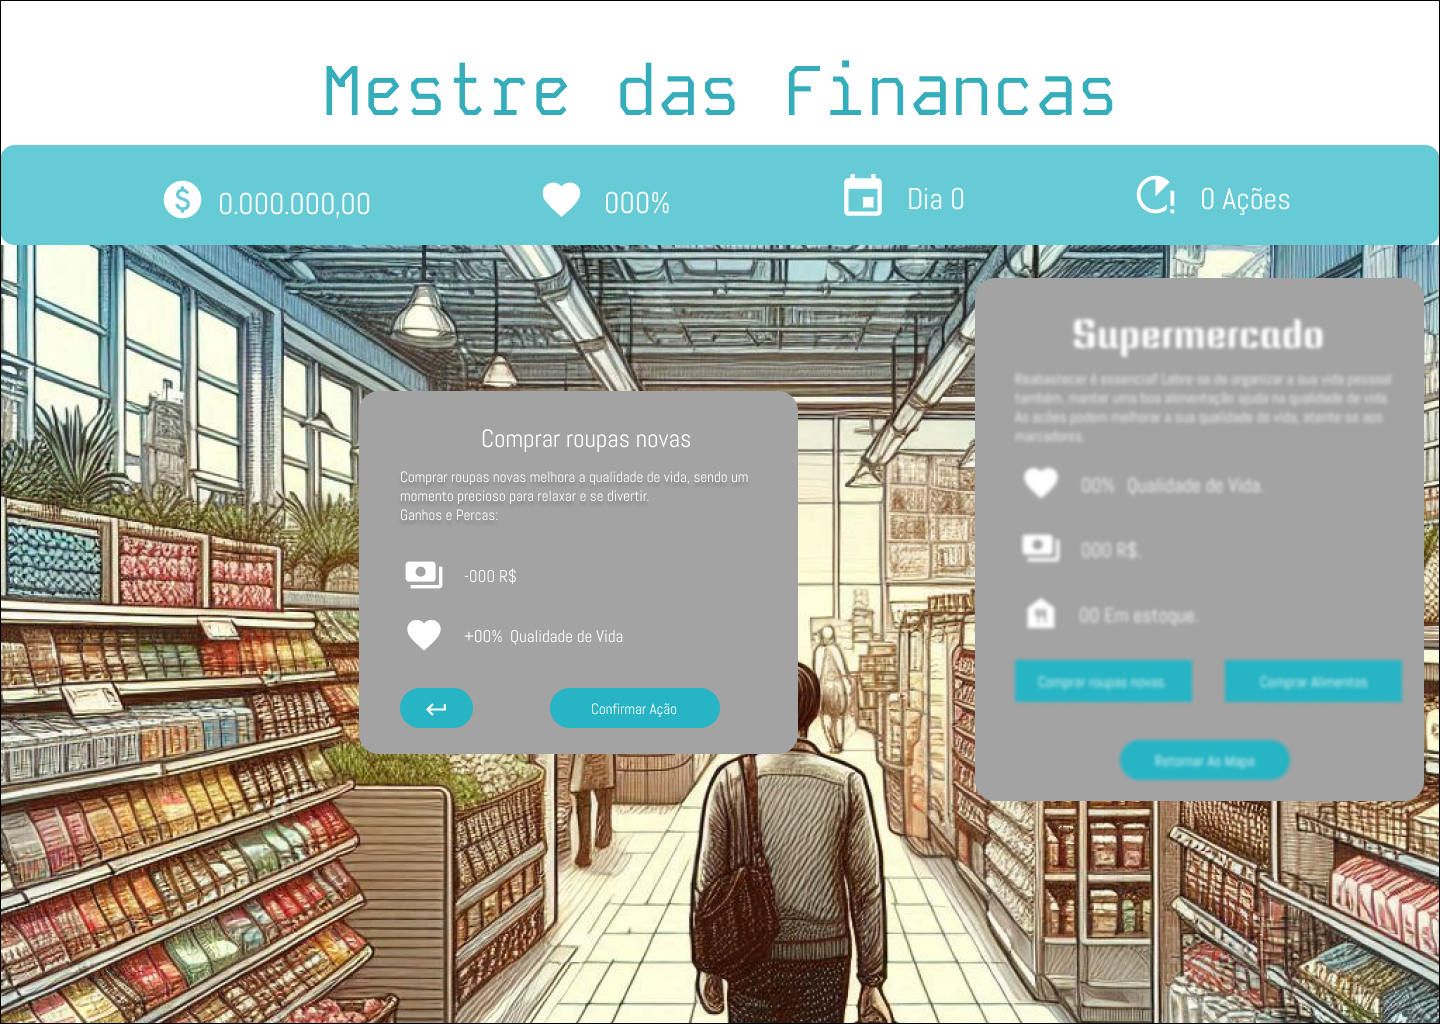 Mestre das Financas
0.000.000,00
000%
Dia 0
0 Ações
Supermercado
Reabastecer é essencial! Labre-se de organizar a sua vida pessoal
também, manter uma boa alimentação ajuda na qualidade de vida.
As acões podem melhorar a sua qualidade de vida, atente-se aos
marcadores.
00% Qualidade de Vida.
000 R$.
00 Em estoque.
Comprar roupas novas.
Comprar Alimentos
Retornar Ao Mapa
Comprar roupas novas
Comprar roupas novas melhora a qualidade de vida, sendo um
momento precioso para relaxar e se divertir.
Ganhos e Percas:
-000 R$
+00% Qualidade de Vida
Confirmar Ação